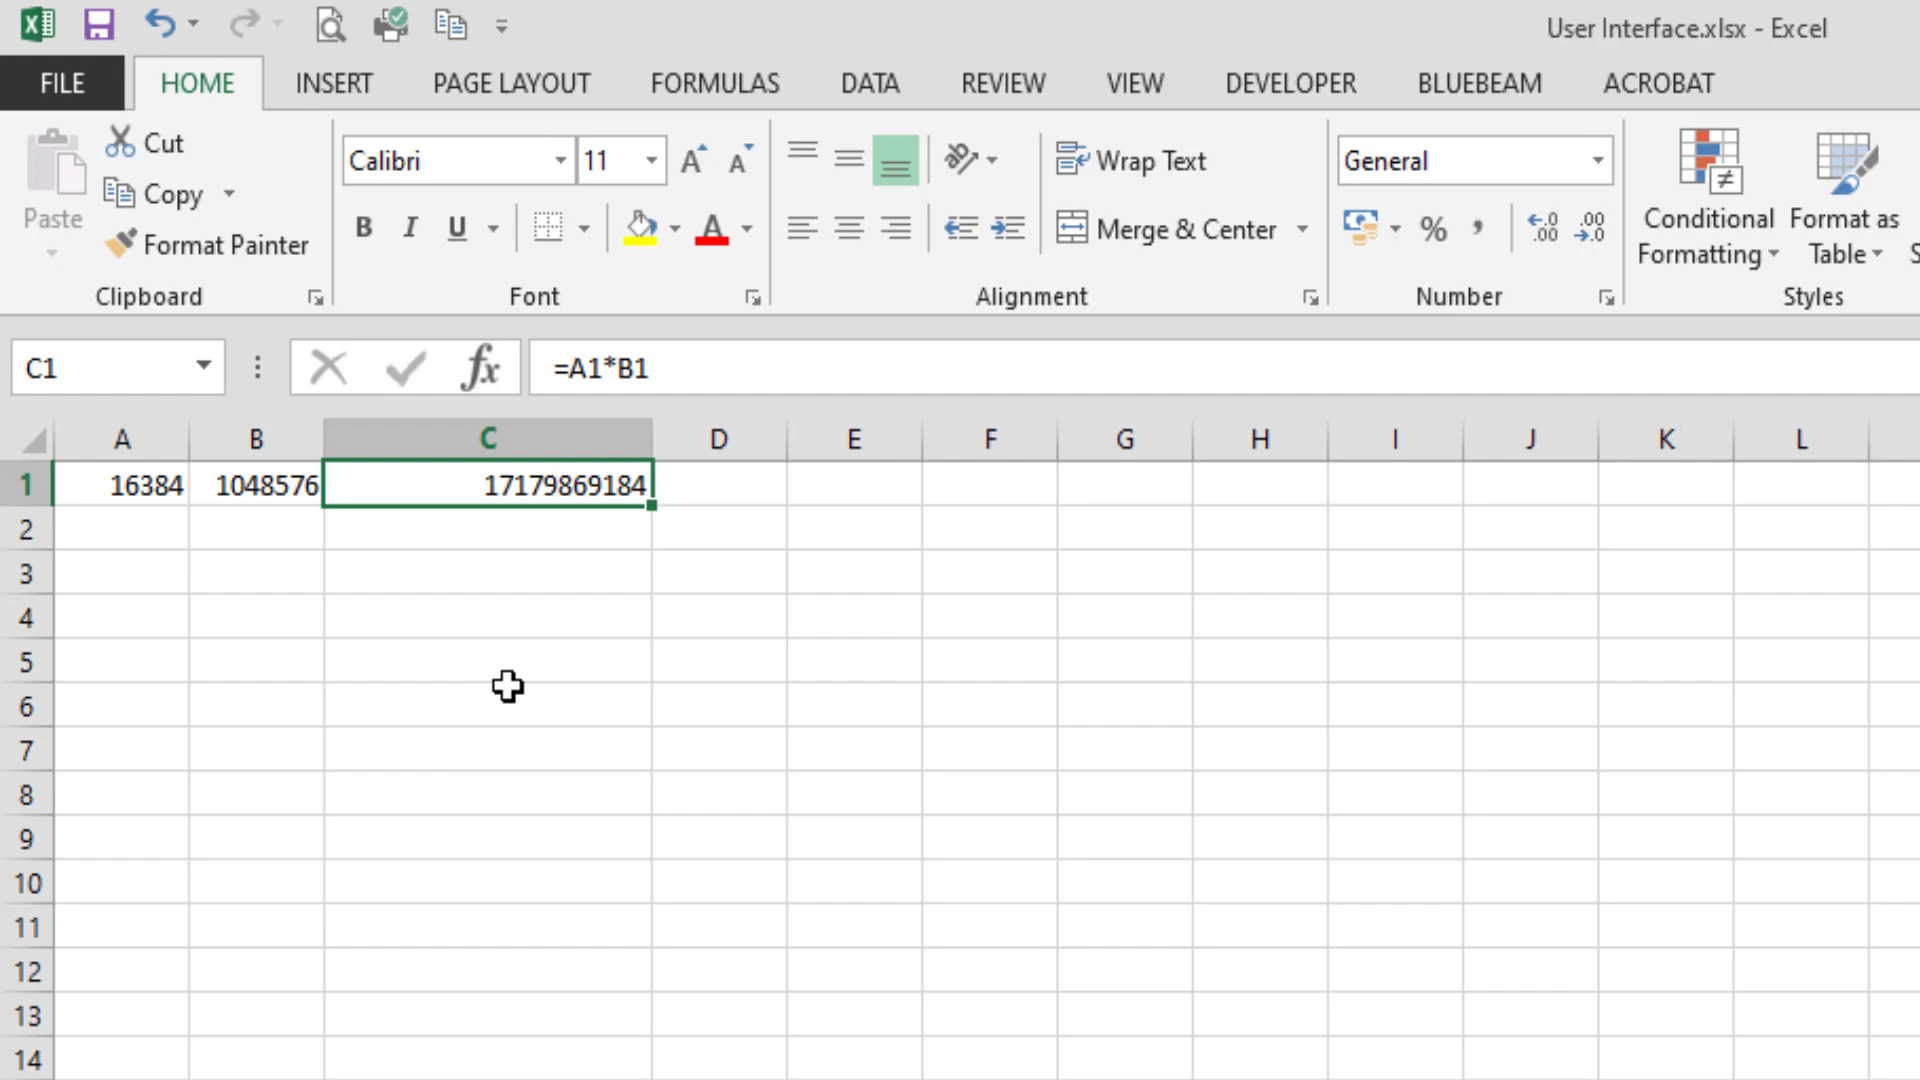 User Interface.xlsx - Excel
FILE HOME INSERT PAGE LAYOUT FORMULAS DATA REVIEW VIEW DEVELOPER BLUEBEAM ACROBAT
Paste
Cut
Copy
Format Painter
Clipboard
Calibri 11
B I U
Font
Wrap Text
Merge & Center
Alignment
General
% ,
Number
Conditional Formatting
Format as Table
Styles
C1 fx =A1*B1
A B C D E F G H I J K L
1 16384 1048576 17179869184
2
3
4
5
6
7
8
9
10
11
12
13
14